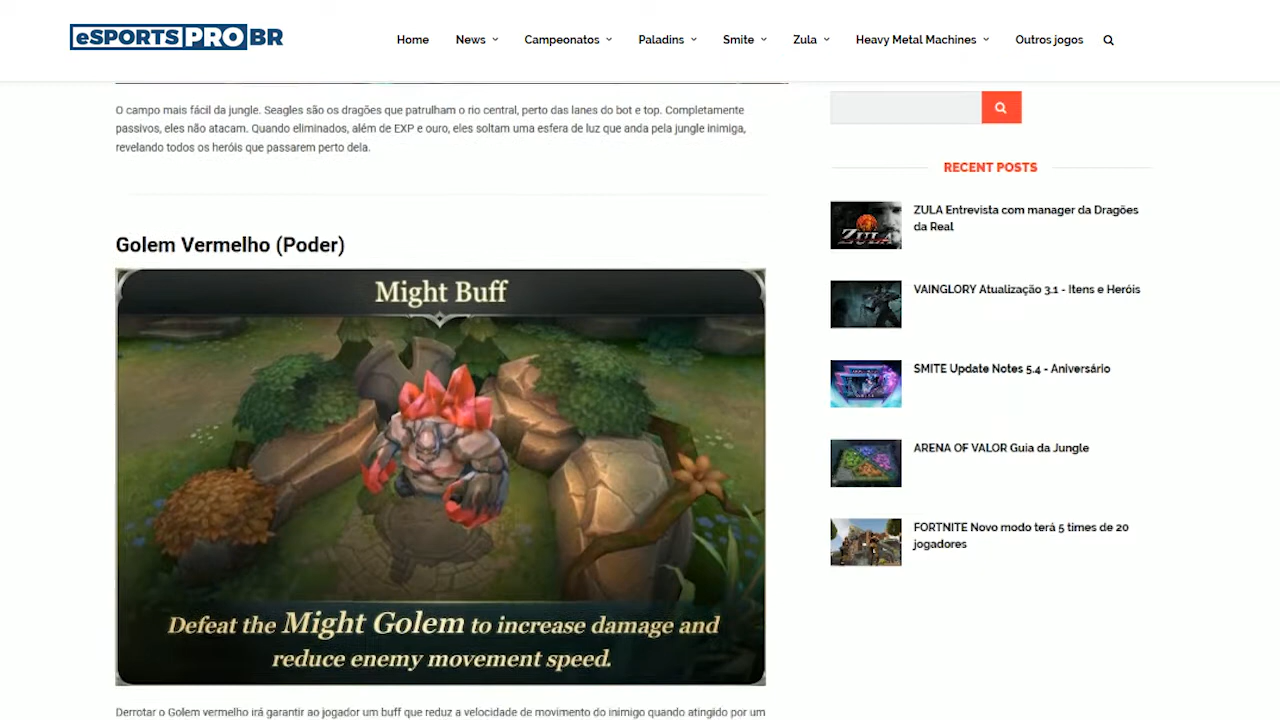 eSPORTS PRO BR
Home News Campeonatos Paladins Smite Zula Heavy Metal Machines Outros jogos
O campo mais fácil da jungle. Seagles são os dragões que patrulham o rio central, perto das lanes do bot e top. Completamente
passivos, eles não atacam. Quando eliminados, além de EXP e ouro, eles soltam uma esfera de luz que anda pela jungle inimiga,
revelando todos os heróis que passarem perto dela.
Golem Vermelho (Poder)
Might Buff
Defeat the Might Golem to increase damage and
reduce enemy movement speed.
Derrotar o Golem vermelho irá garantir ao jogador um buff que reduz a velocidade de movimento do inimigo quando atingido por um
RECENT POSTS
ZULA
ZULA Entrevista com manager da Dragões
da Real
VAINGLORY Atualização 3.1 - Itens e Heróis
SMITE Update Notes 5.4 - Aniversário
ARENA OF VALOR Guia da Jungle
FORTNITE Novo modo terá 5 times de 20
jogadores